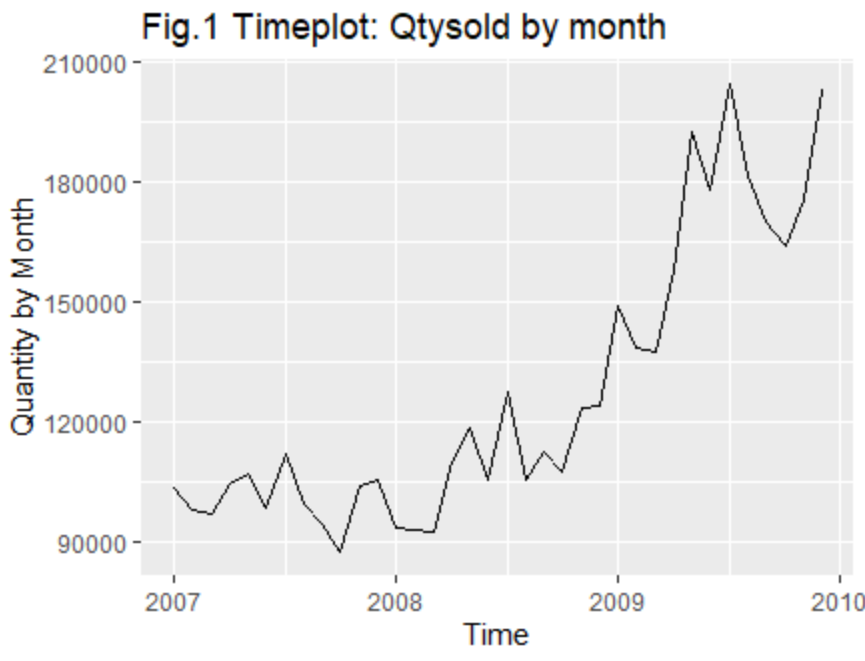 Fig.1 Timeplot: Qtysold by month
210000
180000
150000
120000
90000
Quantity by Month
2007 2008 2009 2010
Time